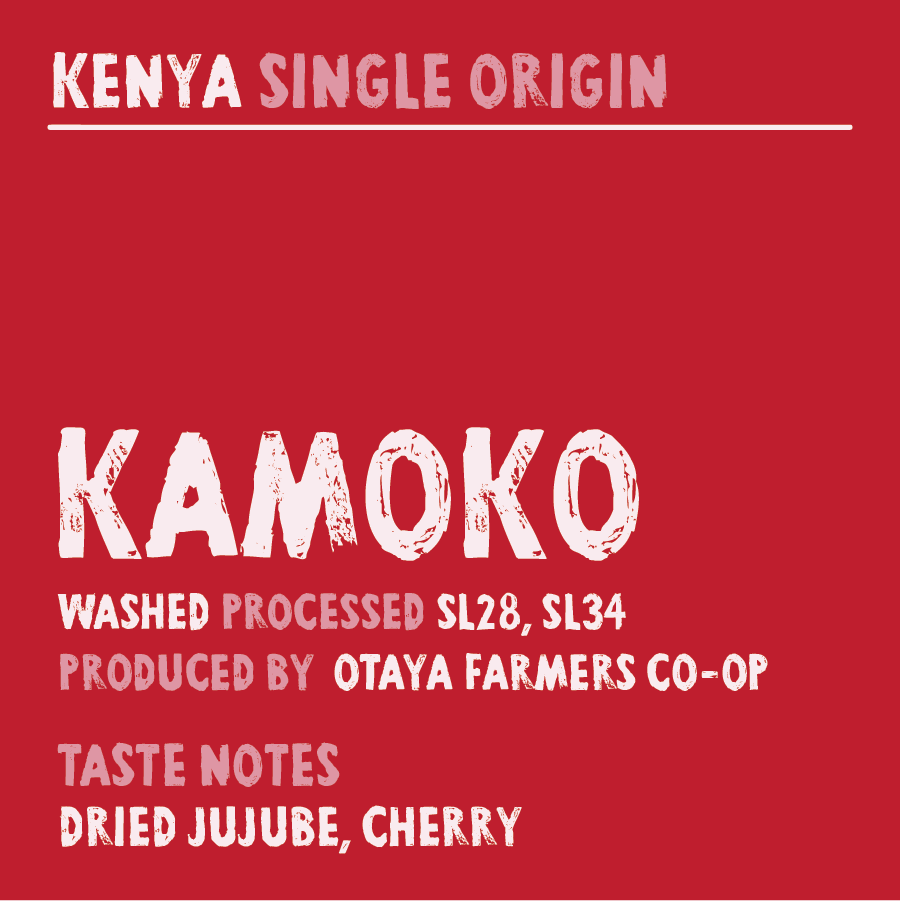 KENYA SINGLE ORIGIN
KAMOKO
WASHED PROCESSED SL28, SL34
PRODUCED BY OTAYA FARMERS CO-OP
TASTE NOTES
DRIED JUJUBE, CHERRY